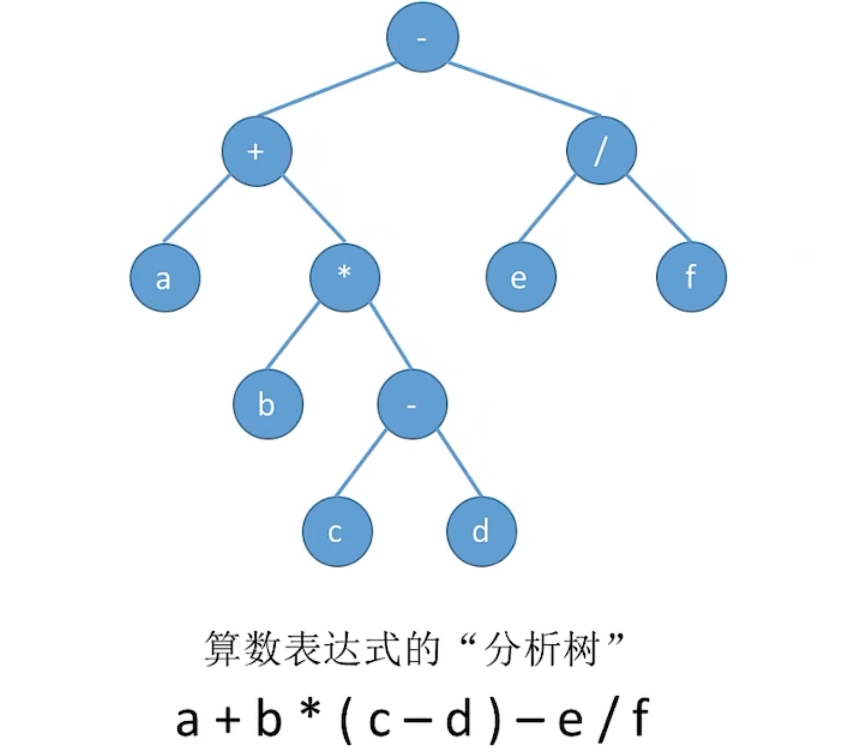 -
+ /
a * e f
b -
c d
算数表达式的“分析树”
a + b * ( c – d ) – e / f